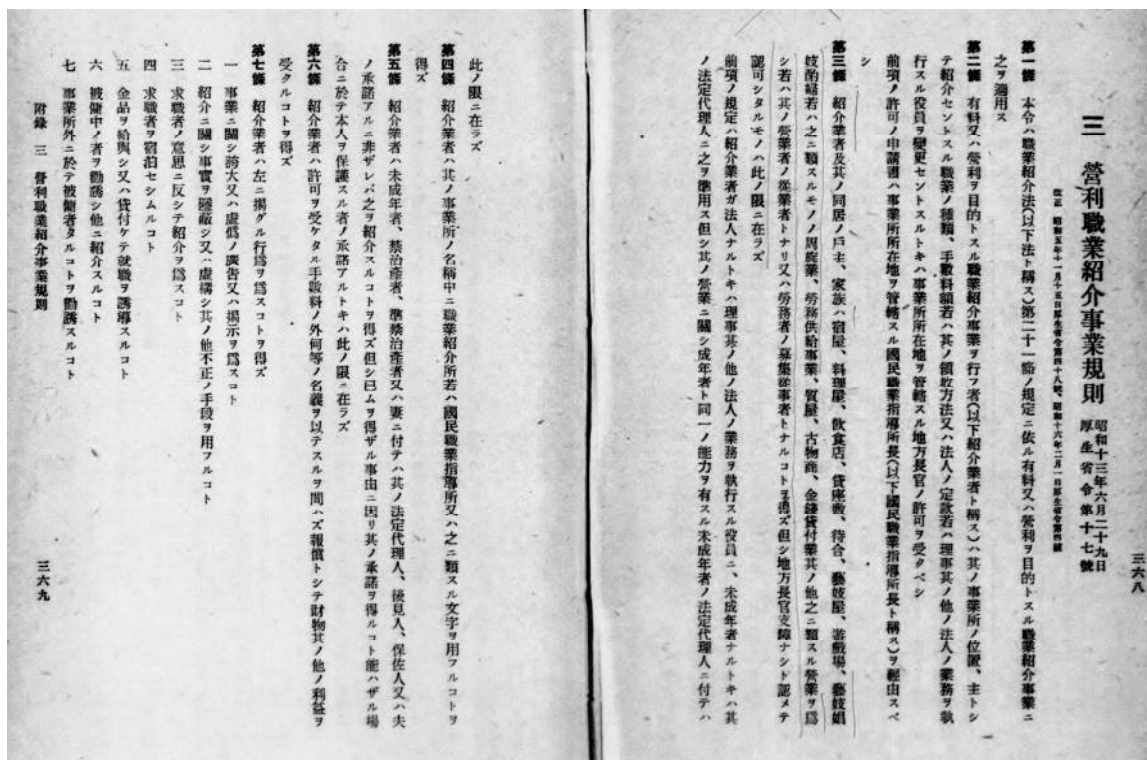 三六八
三 營利職業紹介事業規則
昭和十三年六月二十九日
厚生省令第十七號
改正 昭和五年十一月十五日厚生省令第四十八號、昭和十六年二月一日厚生省令第四號
第一條 本令ハ職業紹介法(以下法ト稱ス)第二十一條ノ規定ニ依ル有料又ハ營利ヲ目的トスル職業紹介事業ニ
之ヲ適用ス
第二條 有料又ハ營利ヲ目的トスル職業紹介事業ヲ行フ者(以下紹介業者ト稱ス)ハ其ノ事業所ノ位置、主トシ
テ紹介セントスル職業ノ種類、手數料額若ハ其ノ領收方法又ハ法人ノ定款若ハ理事其ノ他ノ法人ノ業務ヲ執
行スル役員ヲ變更セントスルトキハ事業所所在地ヲ管轄スル地方長官ノ許可ヲ受クベシ
前項ノ許可ノ申請書ハ事業所所在地ヲ管轄スル國民職業指導所長(以下國民職業指導所長ト稱ス)ヲ經由スベ
シ
第三條 紹介業者及其ノ同居ノ戶主、家族ハ宿屋、料理屋、飮食店、貸座敷、待合、藝妓屋、遊戲場、藝妓娼
妓酌婦若ハ之ニ類スルモノノ周旋業、勞務供給事業、質屋、古物商、金錢貸付業其ノ他之ニ類スル營業ヲ爲
シ若ハ其ノ營業者ノ從業者トナリ又ハ勞務者ノ募集從事者トナルコトヲ得ズ但シ地方長官支障ナシト認メテ
認可シタルモノハ此ノ限ニ在ラズ
前項ノ規定ハ紹介業者ガ法人ナルトキハ理事其ノ他ノ法人ノ業務ヲ執行スル役員ニ、未成年者ナルトキハ其
ノ法定代理人ニ之ヲ準用ス但シ其ノ營業ニ關シ成年者ト同一ノ能力ヲ有スル未成年者ノ法定代理人ニ付テハ
此ノ限ニ在ラズ
第四條 紹介業者ハ其ノ事業所ノ名稱中ニ職業紹介所若ハ國民職業指導所又ハ之ニ類スル文字ヲ用フルコトヲ
得ズ
第五條 紹介業者ハ未成年者、禁治產者、準禁治產者又ハ妻ニ付テハ其ノ法定代理人、後見人、保佐人又ハ夫
ノ承諾アルニ非ザレバ之ヲ紹介スルコトヲ得ズ但シ已ムヲ得ザル事由ニ因リ其ノ承諾ヲ得ルコト能ハザル場
合ニ於テ本人ヲ保護スル者ノ承諾アルトキハ此ノ限ニ在ラズ
第六條 紹介業者ハ許可ヲ受ケタル手數料ノ外何等ノ名義ヲ以テスルヲ問ハズ報償トシテ財物其ノ他ノ利益ヲ
受クルコトヲ得ズ
第七條 紹介業者ハ左ニ揭グル行爲ヲ爲スコトヲ得ズ
一 事業ニ關シ誇大又ハ虛僞ノ廣吿又ハ揭示ヲ爲スコト
二 紹介ニ關シ事實ヲ隱蔽シ又ハ虛構シ其ノ他不正ノ手段ヲ用フルコト
三 求職者ノ意思ニ反シテ紹介ヲ爲スコト
四 求職者ヲ宿泊セシムルコト
五 金品ヲ給與シ又ハ貸付ケテ就職ヲ誘導スルコト
六 被傭中ノ者ヲ勸誘シ他ニ紹介スルコト
七 事業所外ニ於テ被傭者タルコトヲ勸誘スルコト
附錄 三 營利職業紹介事業規則
三六九